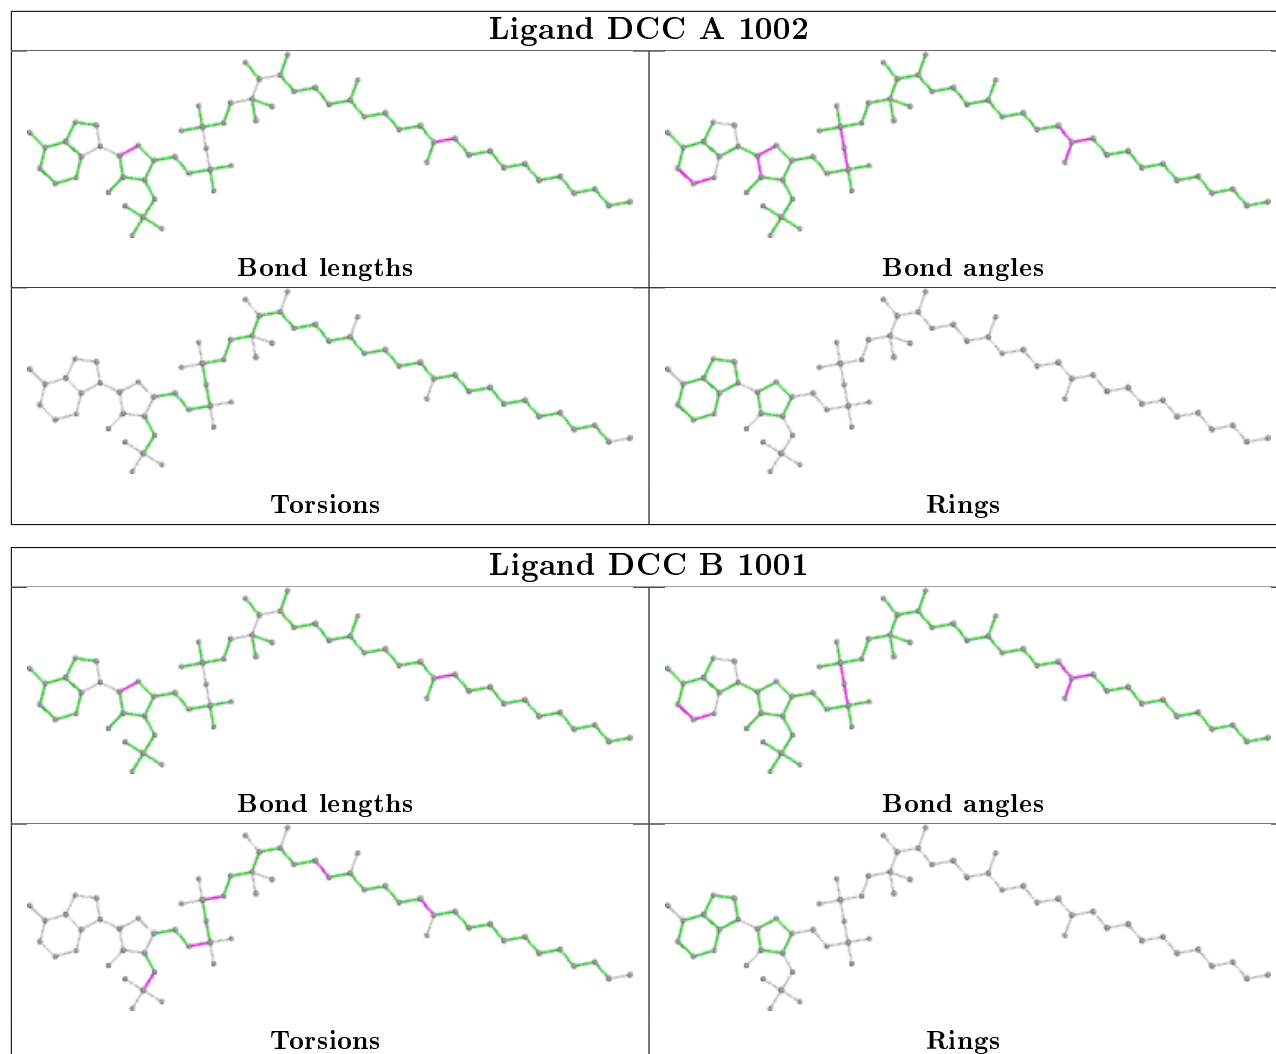 Ligand DCC A 1002
Bond lengths
Bond angles
Torsions
Rings
Ligand DCC B 1001
Bond lengths
Bond angles
Torsions
Rings